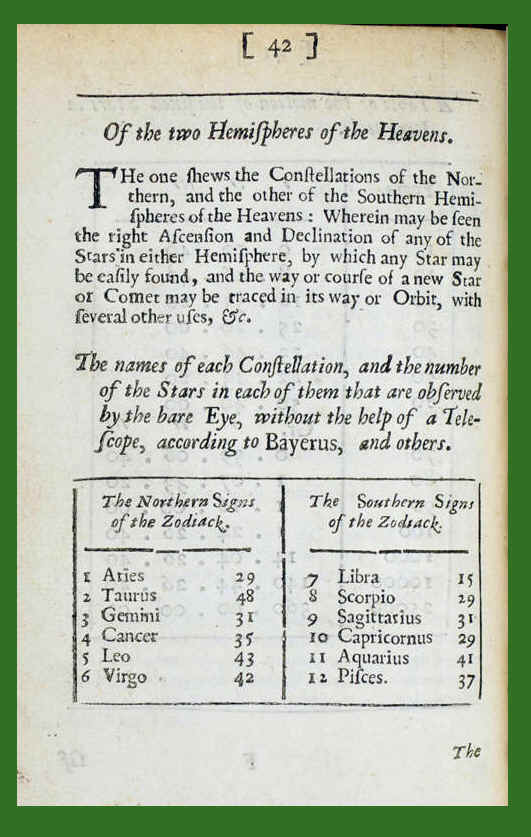 [ 42 ]
Of the two Hemiſpheres of the Heavens.
THe one ſhews the Conſtellations of the Nor-
thern, and the other of the Southern Hemi-
ſpheres of the Heavens : Wherein may be ſeen
the right Aſcenſion and Declination of any of the
Stars in either Hemiſphere, by which any Star may
be eaſily found, and the way or courſe of a new Star
or Comet may be traced in its way or Orbit, with
ſeveral other uſes, &c.
The names of each Conſtellation, and the number
of the Stars in each of them that are obſerved
by the bare Eye, without the help of a Tele-
ſcope, according to Bayerus, and others.
The Northern Signs
of the Zodiack.
1 Aries 29
2 Taurus 48
3 Gemini 31
4 Cancer 35
5 Leo 43
6 Virgo 42
The Southern Signs
of the Zodiack.
7 Libra 15
8 Scorpio 29
9 Sagittarius 31
10 Capricornus 29
11 Aquarius 41
12 Piſces. 37
The